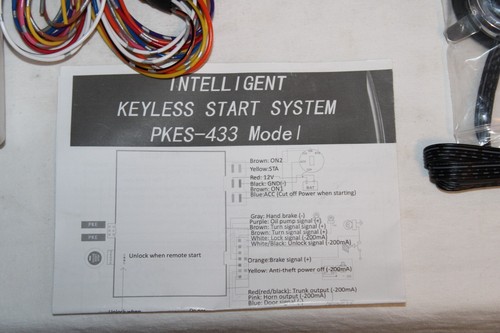 INTELLIGENT
KEYLESS START SYSTEM
PKES-433 Model
Brown: ON2
Yellow:STA
Red: 12V
Black: GND(-)
Brown: ON1
Blue:ACC (Cut off Power when starting)
Gray: Hand brake (-)
Purple: Oil pump signal (+)
Brown: Turn signal signal (+)
Brown: Turn signal signal (+)
White: Lock signal (-200mA)
White/Black: Unlock signal (-200mA)
Unlock when remote start
Orange:Brake signal (+)
Yellow: Anti-theft power off (-200mA)
Red(red/black): Trunk output (-200mA)
Pink: Horn output (-200mA)